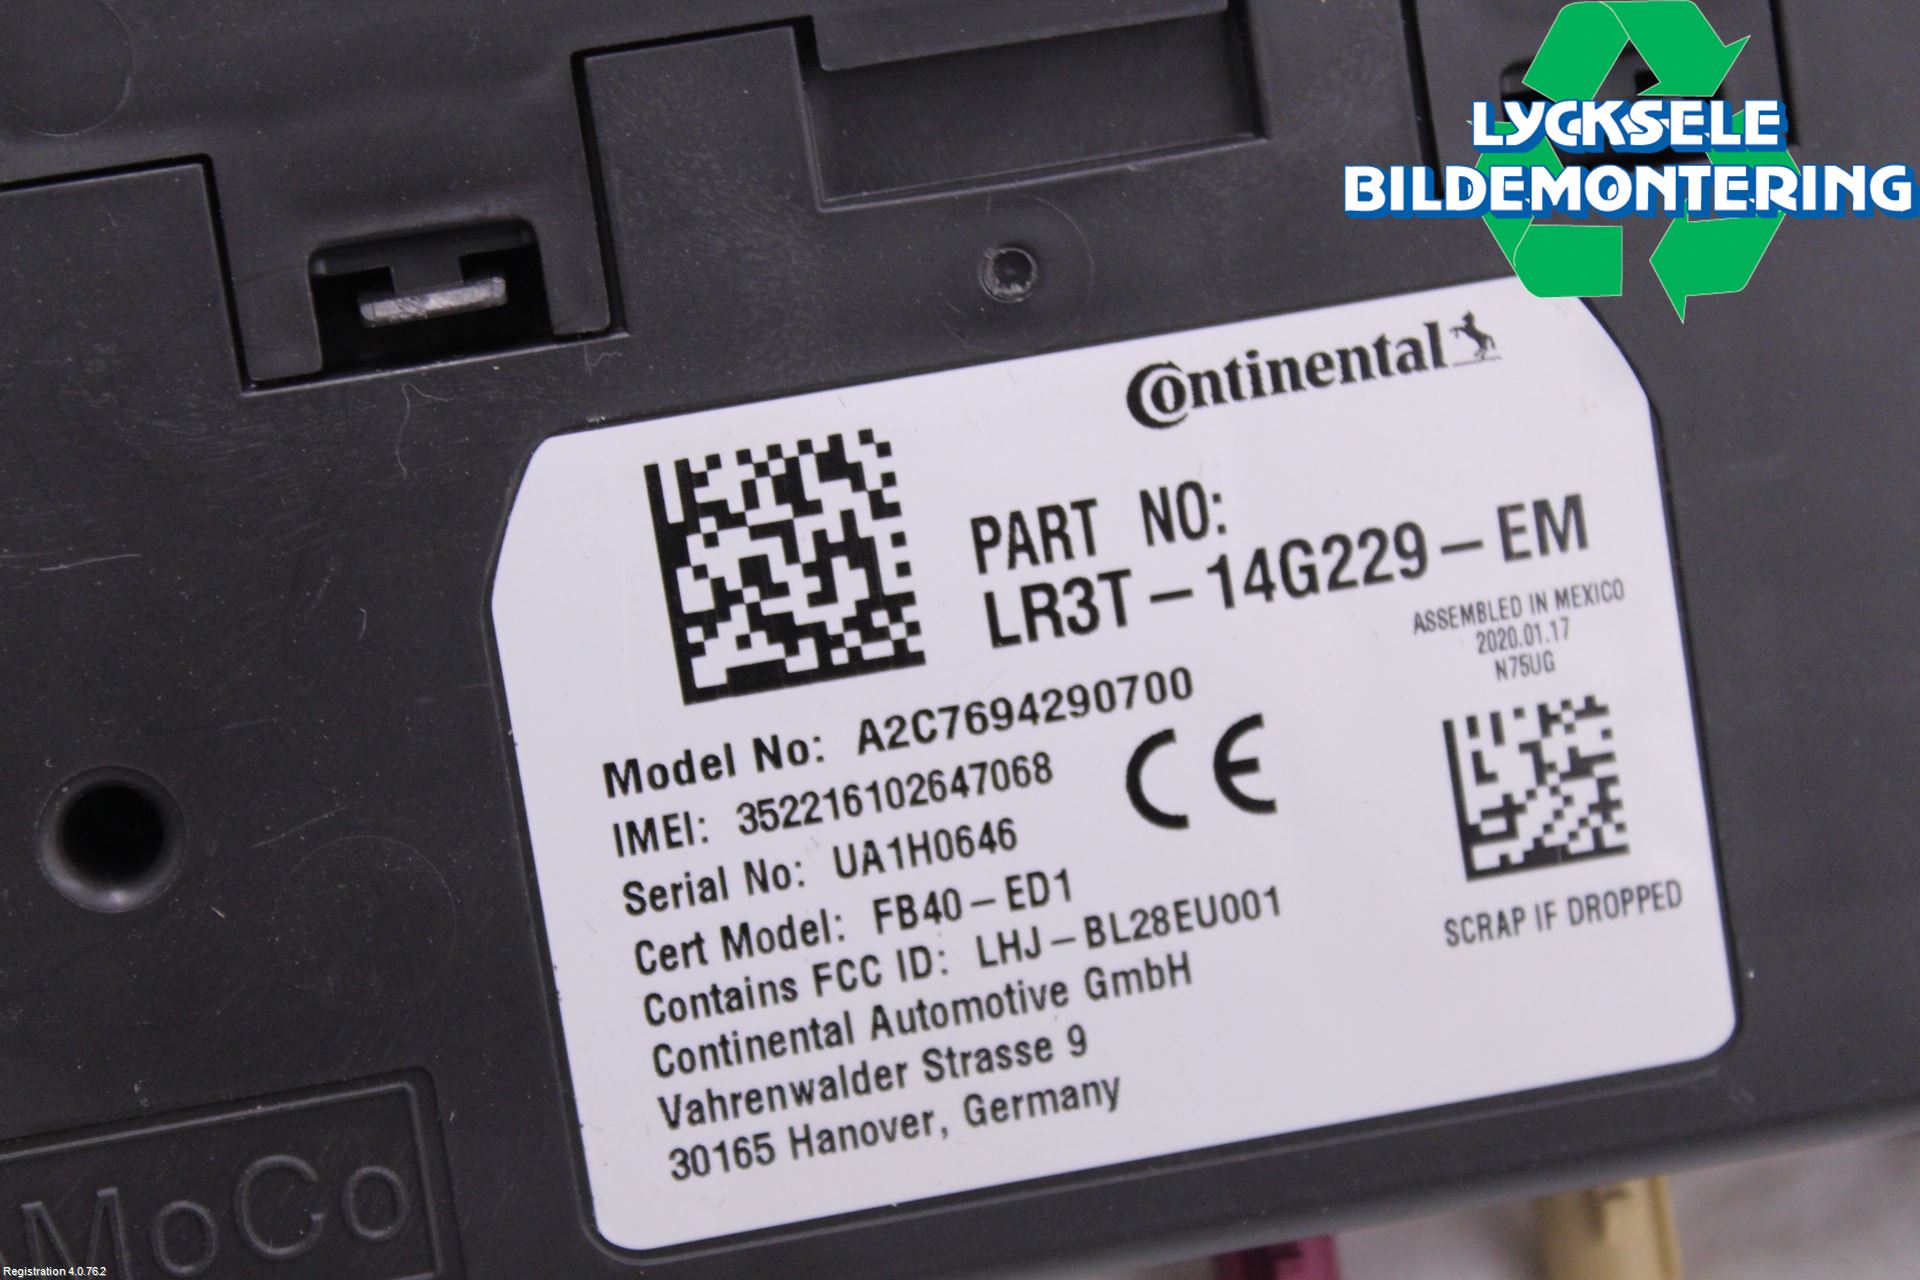 LYCKSELE
BILDEMONTERING
Continental
PART NO:
LR3T-14G229-EM
ASSEMBLED IN MEXICO
2020.01.17
N75UG
Model No: A2C7694290700
IMEI: 352216102647068
CE
Serial No: UA1H0646
Cert Model: FB40-ED1
Contains FCC ID: LHJ-BL28EU001
SCRAP IF DROPPED
Continental Automotive GmbH
Vahrenwalder Strasse 9
30165 Hanover, Germany
oMoCo
Registration 4.0.76.2